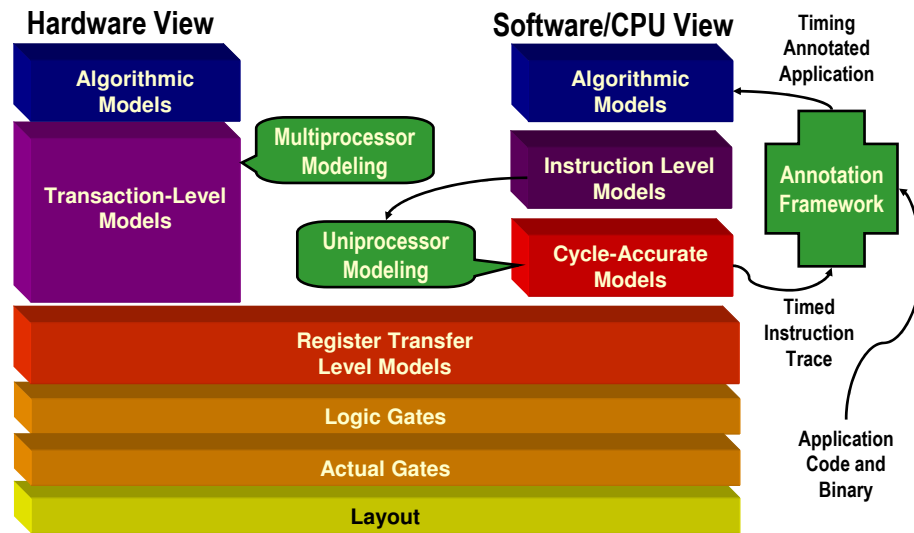 Hardware View
Software/CPU View
Timing
Annotated
Application
Algorithmic
Models
Algorithmic
Models
Multiprocessor
Modeling
Transaction-Level
Models
Instruction Level
Models
Annotation
Framework
Uniprocessor
Modeling
Cycle-Accurate
Models
Timed
Instruction
Trace
Register Transfer
Level Models
Logic Gates
Actual Gates
Application
Code and
Binary
Layout